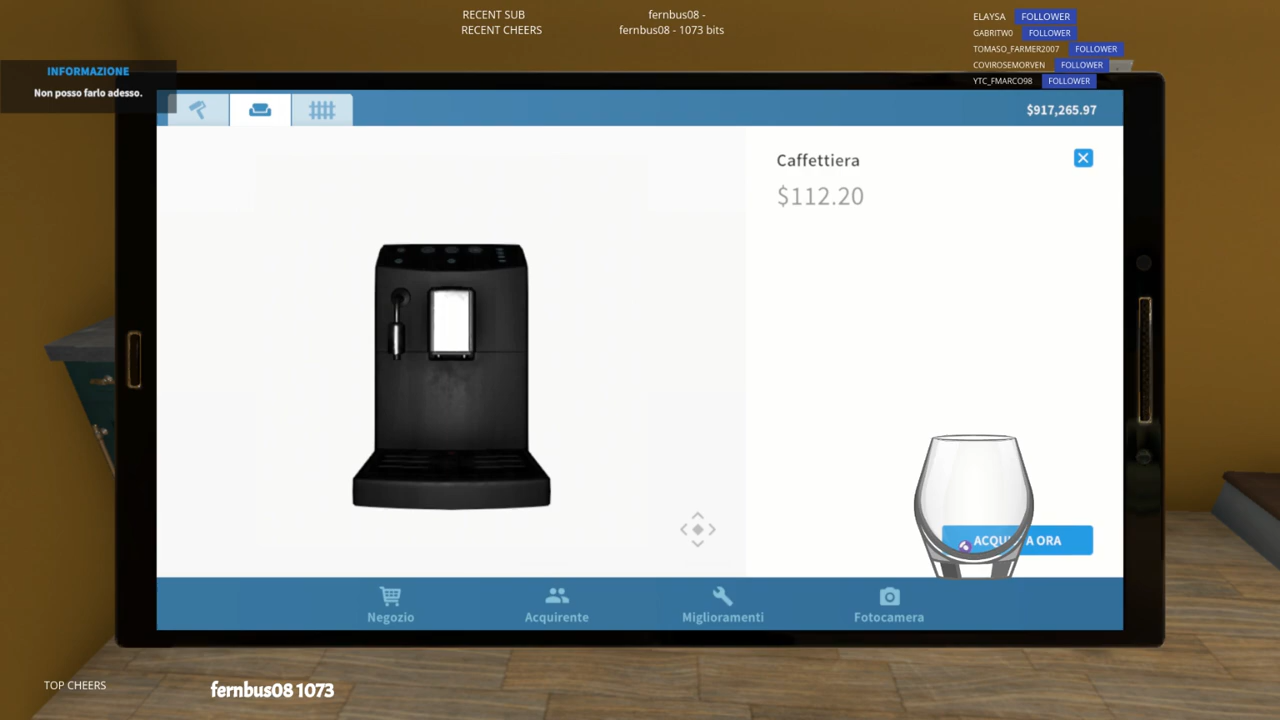 RECENT SUB fernbus08 -
RECENT CHEERS fernbus08 - 1073 bits
ELAYSA FOLLOWER
GABRITW0 FOLLOWER
TOMASO_FARMER2007 FOLLOWER
COVIROSEMORVEN FOLLOWER
YTC_FMARCO98 FOLLOWER
INFORMAZIONE
Non posso farlo adesso.
$917,265.97
Caffettiera
$112.20
ORA
Negozio Acquirente Miglioramenti Fotocamera
TOP CHEERS fernbus08 1073